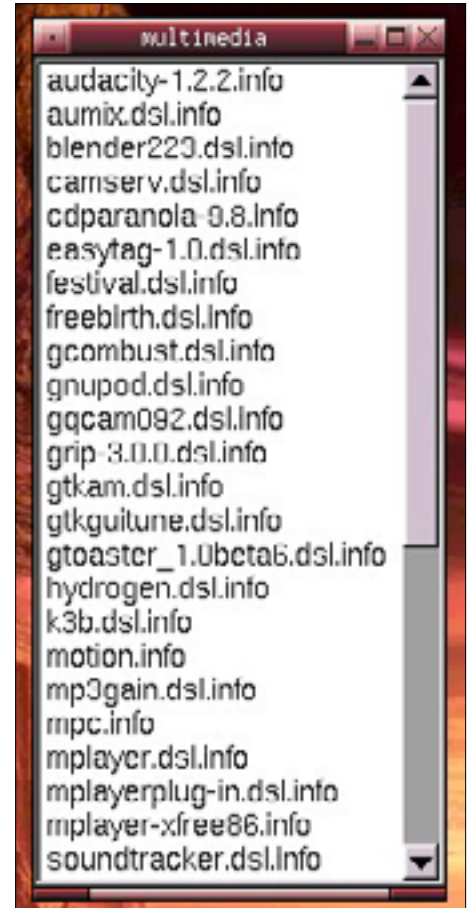 multimedia
audacity-1.2.2.info
aumix.dsl.info
blender223.dsl.info
camserv.dsl.info
cdparanoia-9.8.info
easytag-1.0.dsl.info
festival.dsl.info
freebirth.dsl.info
gcombust.dsl.info
gnupod.dsl.info
gqcam092.dsl.info
grip-3.0.0.dsl.info
gtkam.dsl.info
gtkguitune.dsl.info
gtoaster_1.0beta6.dsl.info
hydrogen.dsl.info
k3b.dsl.info
motion.info
mp3gain.dsl.info
mpc.info
mplayer.dsl.info
mplayerplug-in.dsl.info
mplayer-xfree86.info
soundtracker.dsl.info